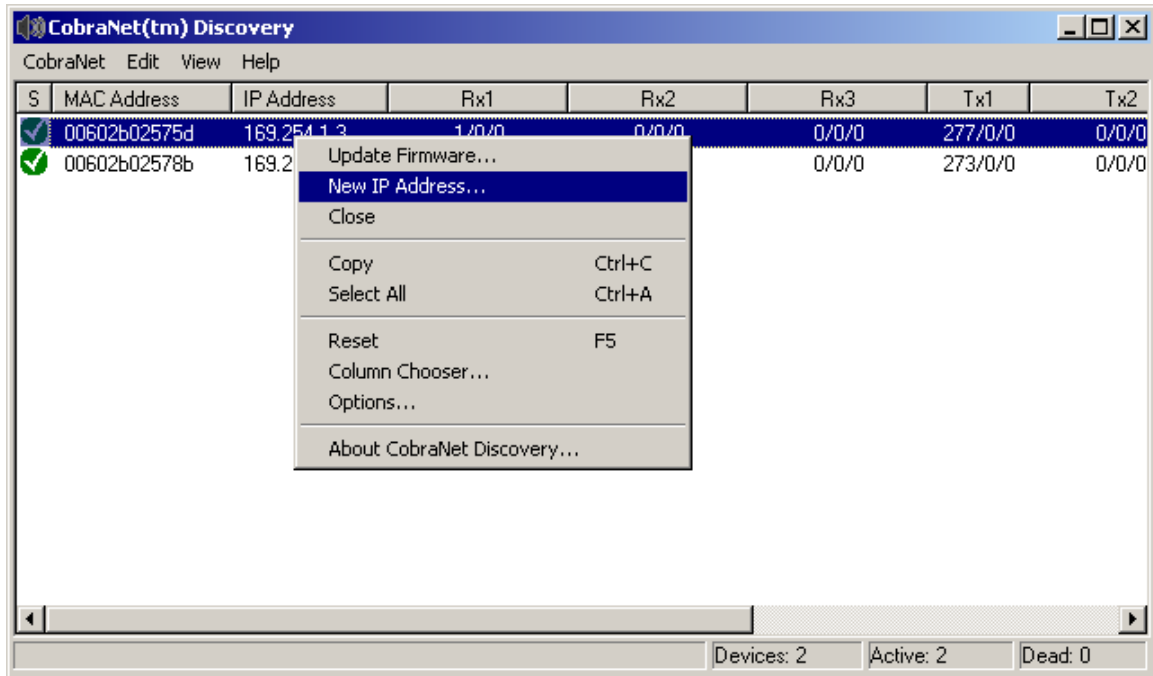 CobraNet(tm) Discovery
CobraNet Edit View Help
S MAC Address IP Address Rx1 Rx2 Rx3 Tx1 Tx2
00602b02575d 169.254.1.3 1/0/0 0/0/0 0/0/0 277/0/0 0/0/0
00602b02578b 169.2 0/0/0 273/0/0 0/0/0
Update Firmware...
New IP Address...
Close
Copy Ctrl+C
Select All Ctrl+A
Reset F5
Column Chooser...
Options...
About CobraNet Discovery...
Devices: 2 Active: 2 Dead: 0